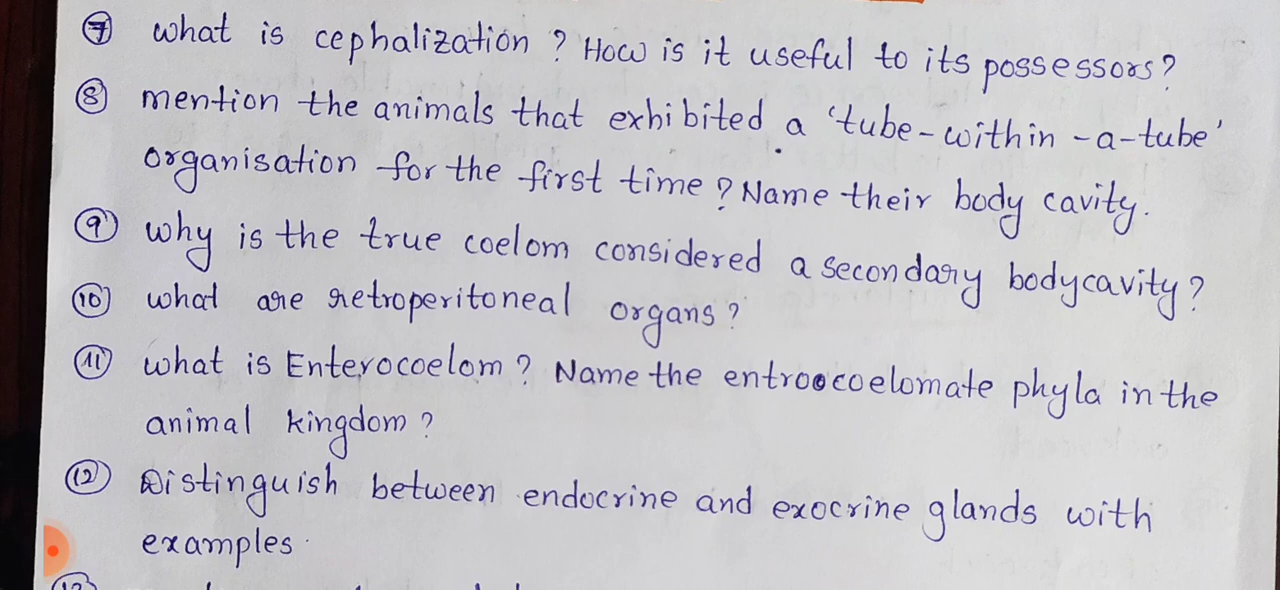 ⑦ what is cephalization ? How is it useful to its possessors?
⑧ mention the animals that exhibited a 'tube-within-a-tube'
organisation for the first time ? Name their body cavity.
⑨ why is the true coelom considered a secondary bodycavity?
⑩ what are retroperitoneal organs?
⑪ what is Enterocoelom? Name the entroocoelomate phyla in the
animal kingdom ?
⑫ Distinguish between endocrine and exocrine glands with
examples.